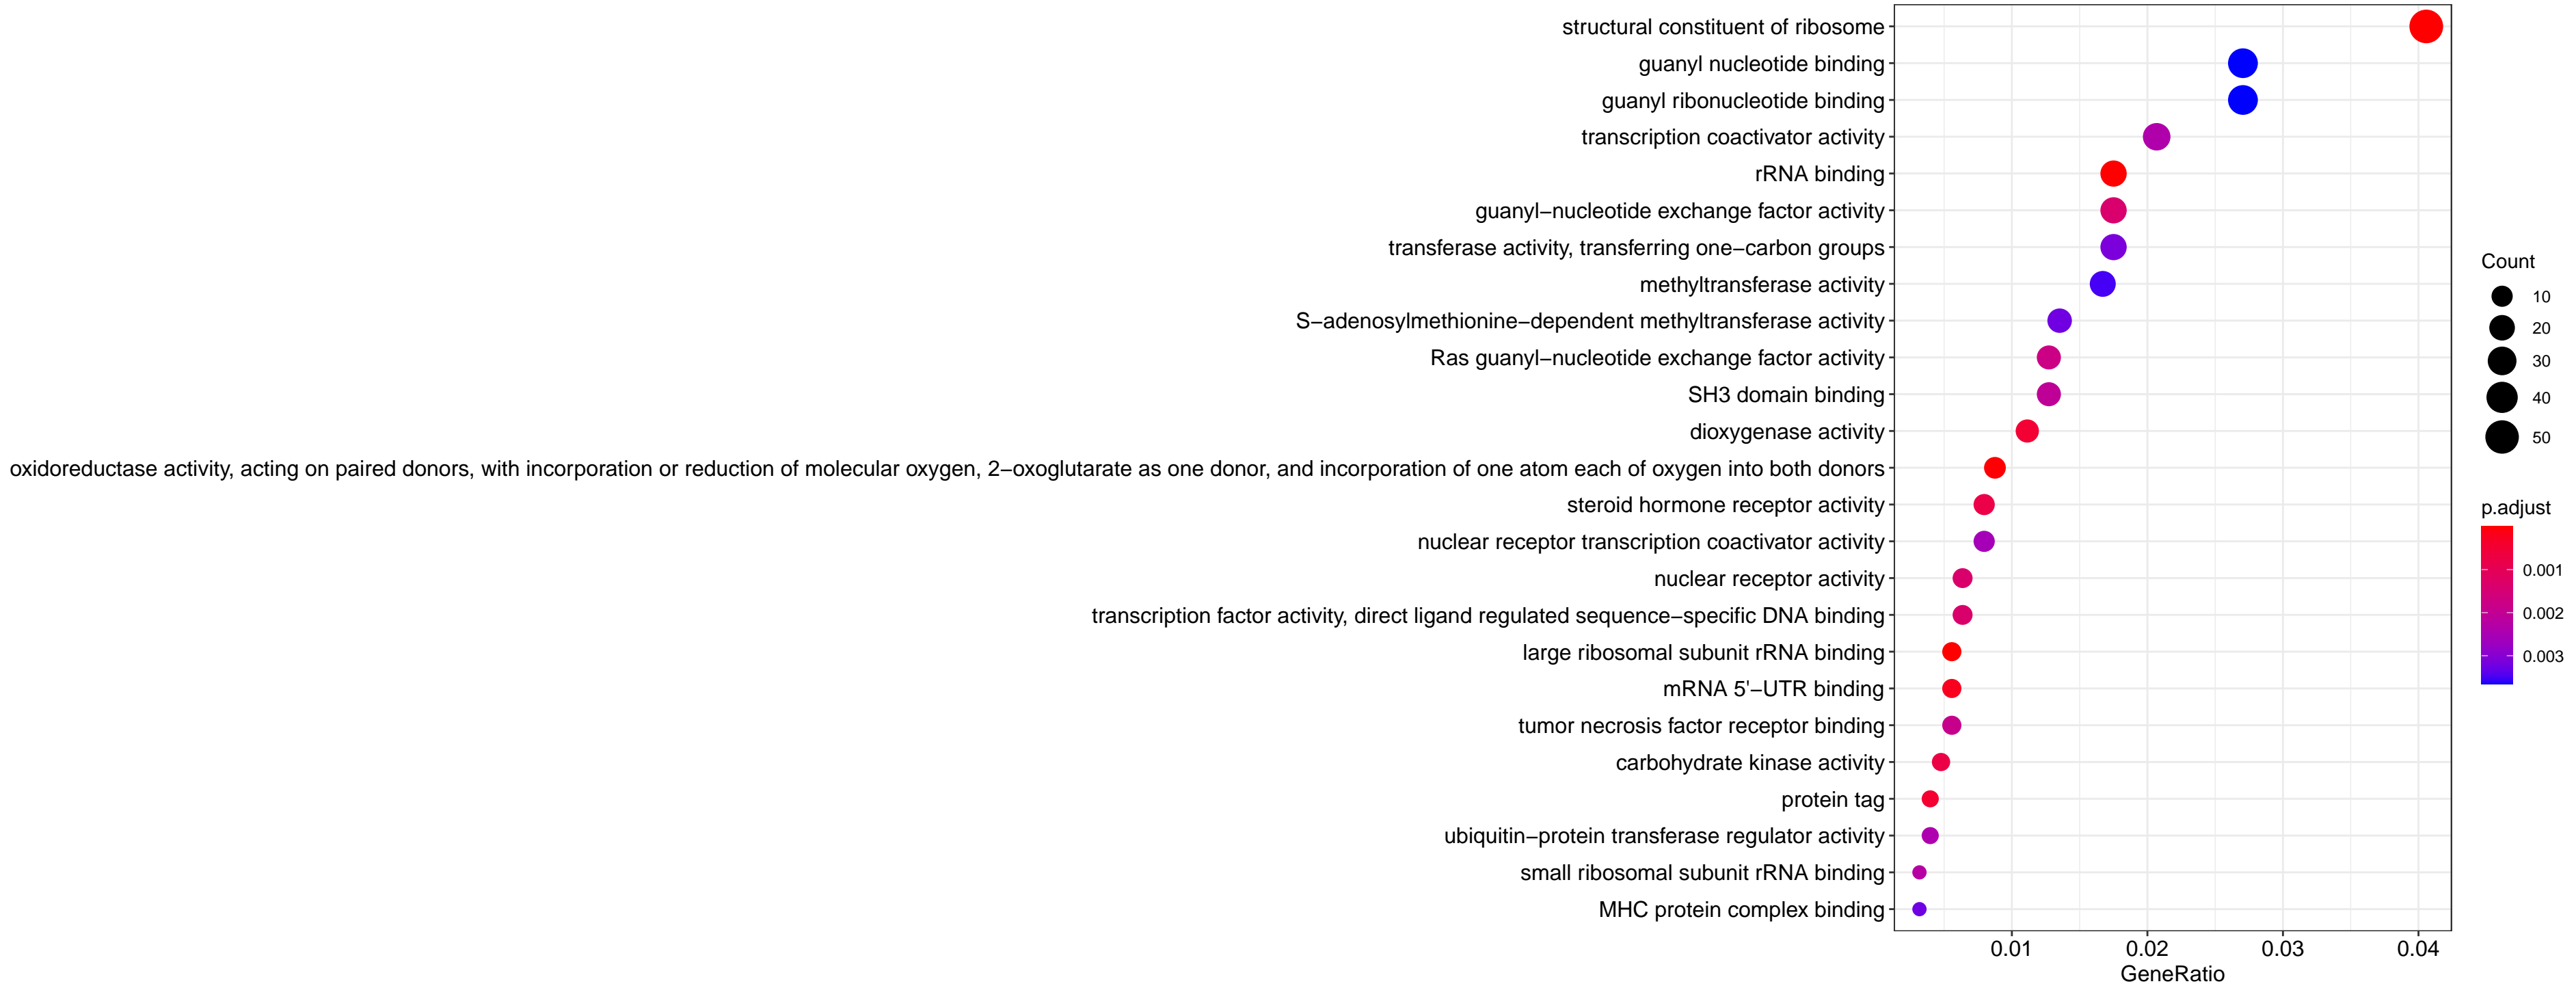 structural constituent of ribosome
guanyl nucleotide binding
guanyl ribonucleotide binding
transcription coactivator activity
rRNA binding
guanyl−nucleotide exchange factor activity
transferase activity, transferring one−carbon groups
methyltransferase activity
S−adenosylmethionine−dependent methyltransferase activity
Ras guanyl−nucleotide exchange factor activity
SH3 domain binding
dioxygenase activity
oxidoreductase activity, acting on paired donors, with incorporation or reduction of molecular oxygen, 2−oxoglutarate as one donor, and incorporation of one atom each of oxygen into both donors
steroid hormone receptor activity
nuclear receptor transcription coactivator activity
nuclear receptor activity
transcription factor activity, direct ligand regulated sequence−specific DNA binding
large ribosomal subunit rRNA binding
mRNA 5'−UTR binding
tumor necrosis factor receptor binding
carbohydrate kinase activity
protein tag
ubiquitin−protein transferase regulator activity
small ribosomal subunit rRNA binding
MHC protein complex binding
0.01 0.02 0.03 0.04
GeneRatio
Count
10
20
30
40
50
p.adjust
0.001
0.002
0.003